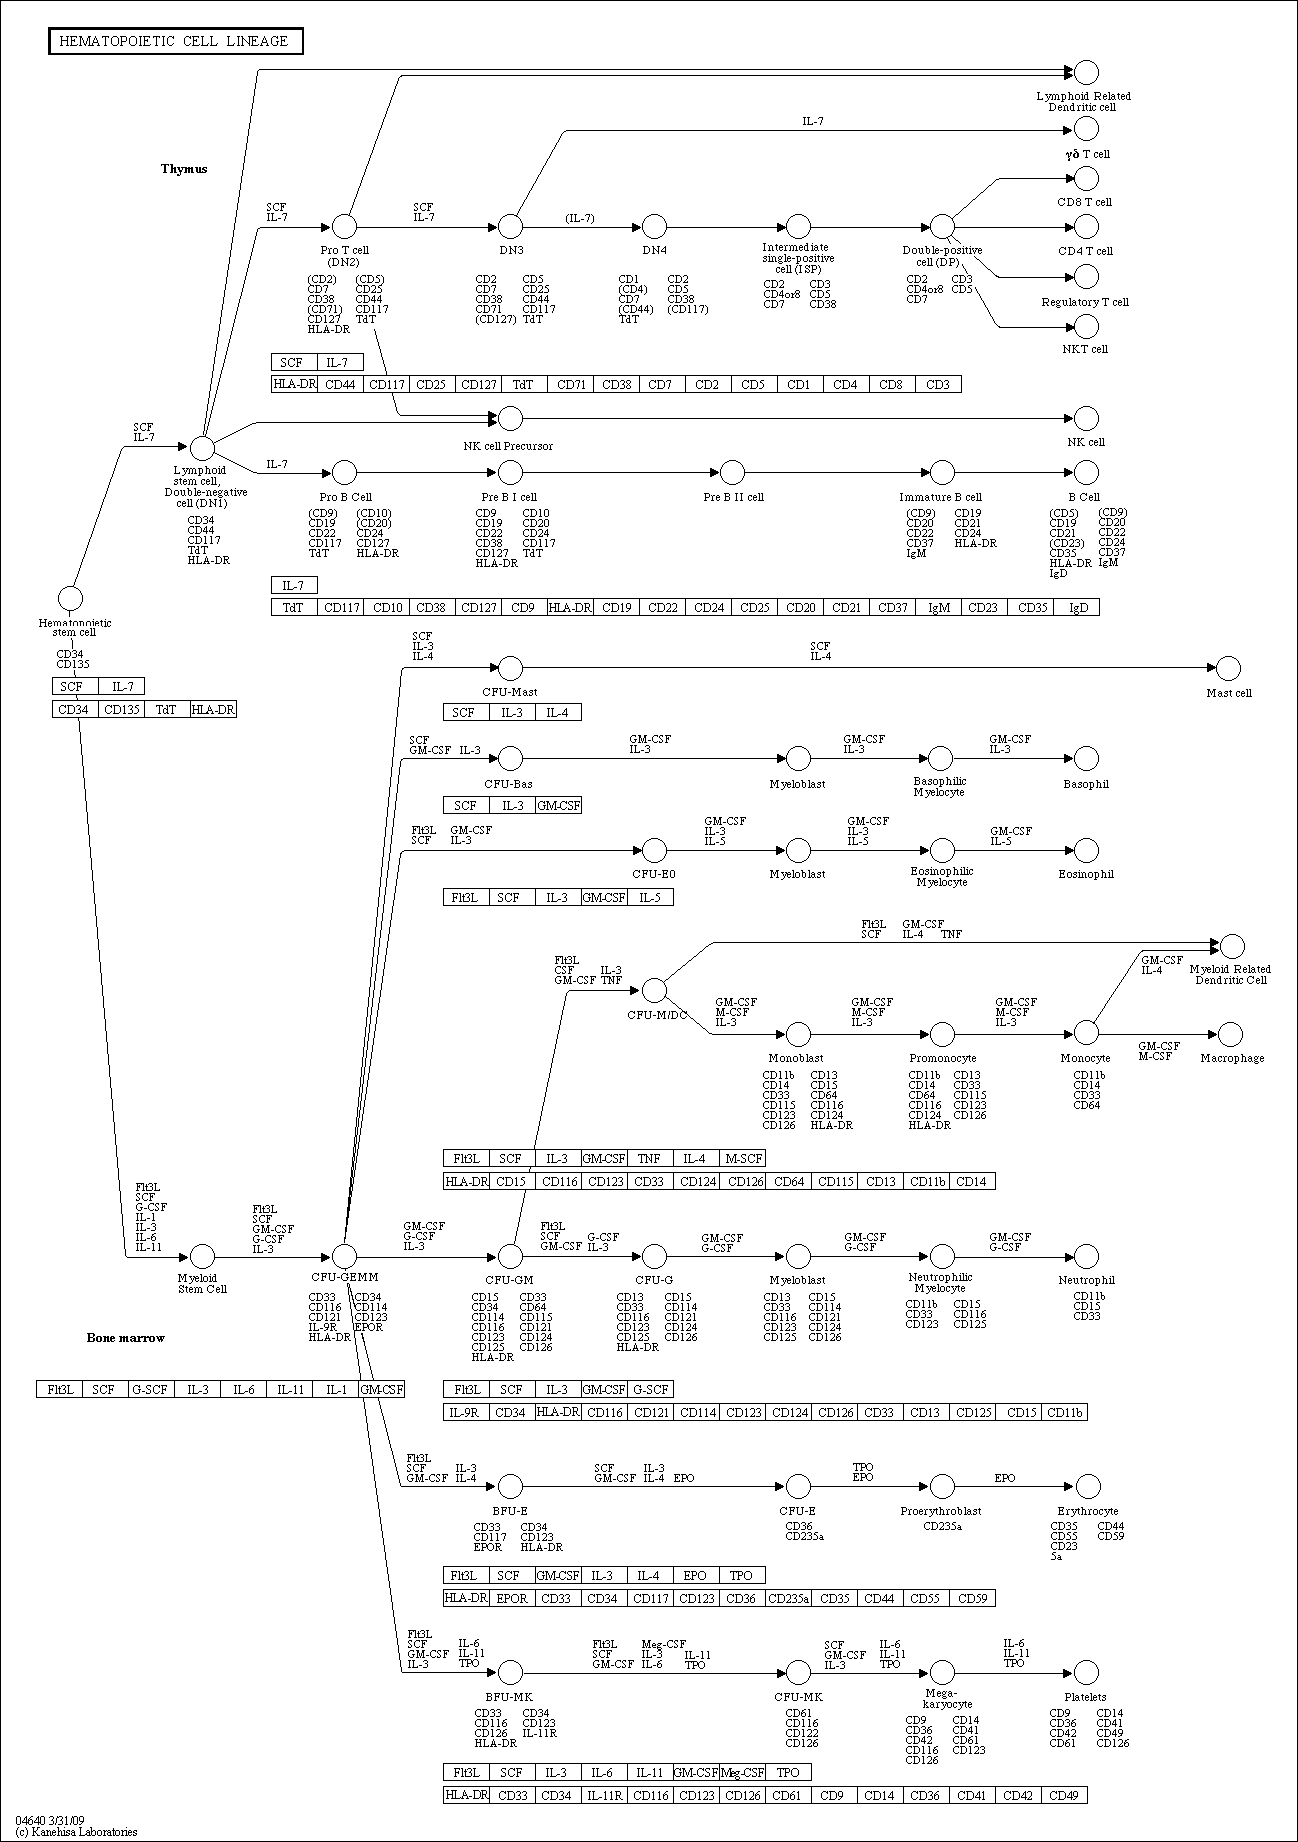 HEMATOPOIETIC CELL LINEAGE
Lymphoid Related
Dendritic cell
IL-7
γδ T cell
Thymus
CD8 T cell
SCF
IL-7
SCF
IL-7
(IL-7)
Pro T cell
(DN2)
DN3
DN4
Intermediate
single-positive
cell (ISP)
Double-positive
cell (DP)
CD4 T cell
Regulatory T cell
NKT cell
(CD2) (CD5)
CD7 CD25
CD38 CD44
(CD71) CD117
CD127 TdT
HLA-DR
CD2 CD5
CD7 CD25
CD38 CD44
CD71 CD117
(CD127) TdT
CD1 CD2
(CD4) CD5
CD7 CD38
(CD44) (CD117)
TdT
CD2 CD3
CD4or8 CD5
CD7 CD38
CD2 CD3
CD4or8 CD5
CD7
SCF IL-7
HLA-DR CD44 CD117 CD25 CD127 TdT CD71 CD38 CD7 CD2 CD5 CD1 CD4 CD8 CD3
SCF
IL-7
NK cell Precursor
NK cell
Lymphoid
stem cell,
Double-negative
cell (DN1)
CD34
CD44
CD117
TdT
HLA-DR
IL-7
Pro B Cell
Pre B I cell
Pre B II cell
Immature B cell
B Cell
(CD9) (CD10)
CD19 (CD20)
CD22 CD24
CD117 CD127
TdT HLA-DR
CD9 CD10
CD19 CD20
CD22 CD24
CD38 CD117
CD127 TdT
HLA-DR
(CD9) CD19
CD20 CD21
CD22 CD24
CD37 HLA-DR
IgM
(CD5) (CD9)
CD19 CD20
CD21 CD22
(CD23) CD24
CD35 CD37
HLA-DR IgM
IgD
IL-7
TdT CD117 CD10 CD38 CD127 CD9 HLA-DR CD19 CD22 CD24 CD25 CD20 CD21 CD37 IgM CD23 CD35 IgD
Hematopoietic
stem cell
CD34
CD135
SCF IL-7
CD34 CD135 TdT HLA-DR
SCF
IL-3
IL-4
SCF
IL-4
CFU-Mast
Mast cell
SCF IL-3 IL-4
SCF
GM-CSF IL-3
GM-CSF
IL-3
GM-CSF
IL-3
GM-CSF
IL-3
CFU-Bas
Myeloblast
Basophilic
Myelocyte
Basophil
SCF IL-3 GM-CSF
Flt3L GM-CSF
SCF IL-3
GM-CSF
IL-3
IL-5
GM-CSF
IL-3
IL-5
GM-CSF
IL-5
CFU-E0
Myeloblast
Eosinophilic
Myelocyte
Eosinophil
Flt3L SCF IL-3 GM-CSF IL-5
Flt3L GM-CSF
SCF IL-4 TNF
Flt3L
CSF IL-3
GM-CSF TNF
GM-CSF
IL-4
Myeloid Related
Dendritic Cell
CFU-M/DC
GM-CSF
M-CSF
IL-3
GM-CSF
M-CSF
IL-3
GM-CSF
M-CSF
IL-3
GM-CSF
M-CSF
Monoblast
Promonocyte
Monocyte
Macrophage
CD11b CD13
CD14 CD15
CD33 CD64
CD115 CD116
CD123 CD124
CD126 HLA-DR
CD11b CD13
CD14 CD33
CD64 CD115
CD116 CD123
CD124 CD126
HLA-DR
CD11b
CD14
CD33
CD64
Flt3L SCF IL-3 GM-CSF TNF IL-4 M-SCF
HLA-DR CD15 CD116 CD123 CD33 CD124 CD126 CD64 CD115 CD13 CD11b CD14
Flt3L
SCF
G-CSF
IL-1
IL-3
IL-6
IL-11
Flt3L
SCF
GM-CSF
G-CSF
IL-3
GM-CSF
G-CSF
IL-3
Flt3L
SCF G-CSF
GM-CSF IL-3
GM-CSF
G-CSF
GM-CSF
G-CSF
GM-CSF
G-CSF
Myeloid
Stem Cell
CFU-GEMM
CFU-GM
CFU-G
Myeloblast
Neutrophilic
Myelocyte
Neutrophil
CD33 CD34
CD116 CD114
CD121 CD123
IL-9R EPOR
HLA-DR
CD15 CD33
CD34 CD64
CD114 CD115
CD116 CD121
CD123 CD124
CD125 CD126
HLA-DR
CD13 CD15
CD33 CD114
CD116 CD121
CD123 CD124
CD125 CD126
HLA-DR
CD13 CD15
CD33 CD114
CD116 CD121
CD123 CD124
CD125 CD126
CD11b CD15
CD33 CD116
CD123 CD125
CD11b
CD15
CD33
Bone marrow
Flt3L SCF G-SCF IL-3 IL-6 IL-11 IL-1 GM-CSF
Flt3L SCF IL-3 GM-CSF G-SCF
IL-9R CD34 HLA-DR CD116 CD121 CD114 CD123 CD124 CD126 CD33 CD13 CD125 CD15 CD11b
Flt3L
SCF IL-3
GM-CSF IL-4
SCF IL-3
GM-CSF IL-4 EPO
TPO
EPO
EPO
BFU-E
CFU-E
Proerythroblast
Erythrocyte
CD33 CD34
CD117 CD123
EPOR HLA-DR
CD36
CD235a
CD235a
CD35 CD44
CD55 CD59
CD23
5a
Flt3L SCF GM-CSF IL-3 IL-4 EPO TPO
HLA-DR EPOR CD33 CD34 CD117 CD123 CD36 CD235a CD35 CD44 CD55 CD59
Flt3L
SCF IL-6
GM-CSF IL-11
IL-3 TPO
Flt3L Meg-CSF
SCF IL-3 IL-11
GM-CSF IL-6 TPO
SCF IL-6
GM-CSF IL-11
IL-3 TPO
IL-6
IL-11
TPO
BFU-MK
CFU-MK
Mega-
karyocyte
Platelets
CD33 CD34
CD116 CD123
CD126 IL-11R
HLA-DR
CD61
CD116
CD122
CD126
CD9 CD14
CD36 CD41
CD42 CD61
CD116 CD123
CD126
CD9 CD14
CD36 CD41
CD42 CD49
CD61 CD126
Flt3L SCF IL-3 IL-6 IL-11 GM-CSF Meg-CSF TPO
HLA-DR CD33 CD34 IL-11R CD116 CD123 CD126 CD61 CD9 CD14 CD36 CD41 CD42 CD49
04640 3/31/09
(c) Kanehisa Laboratories